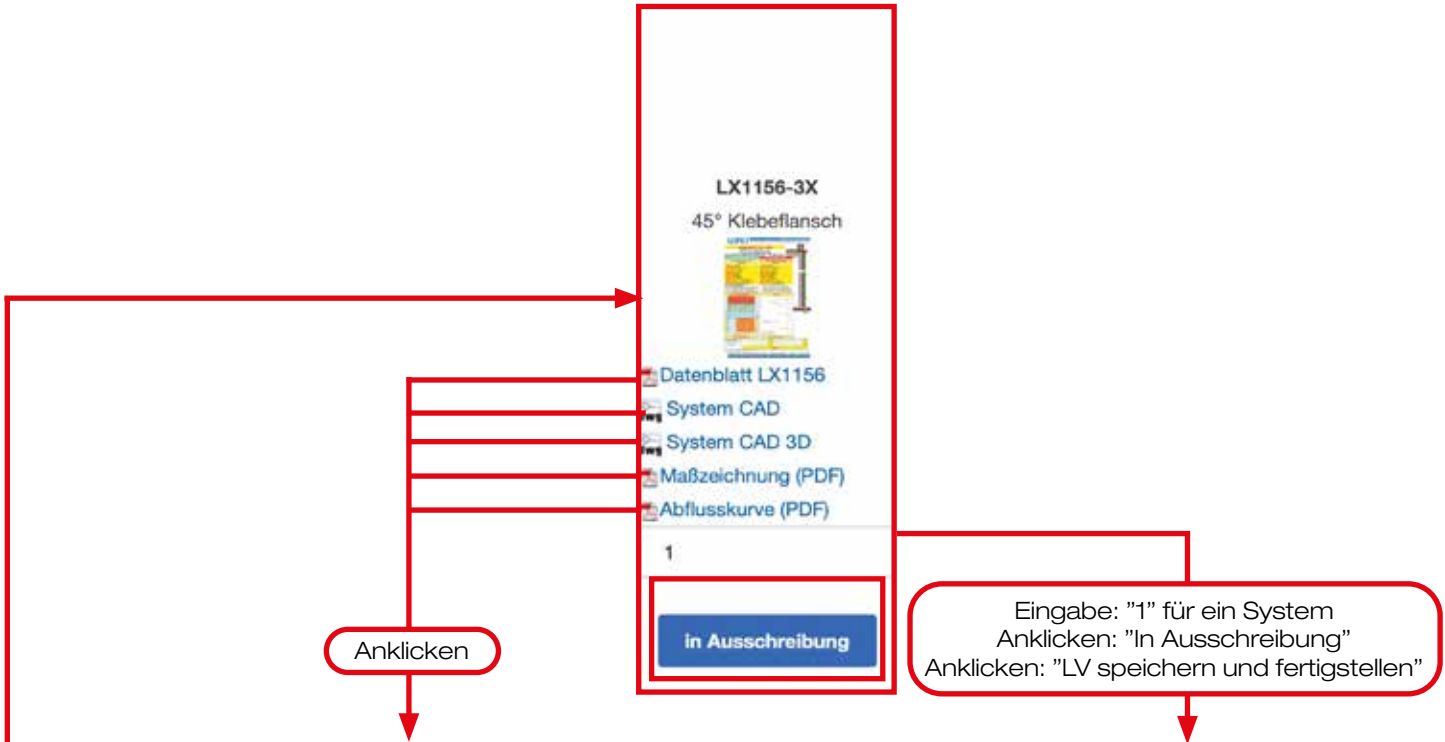 LX1156-3X
45° Klebeflansch
Datenblatt LX1156
System CAD
System CAD 3D
Maßzeichnung (PDF)
Abflusskurve (PDF)
1
in Ausschreibung
Anklicken
Eingabe: ”1” für ein System
Anklicken: ”In Ausschreibung”
Anklicken: ”LV speichern und fertigstellen”